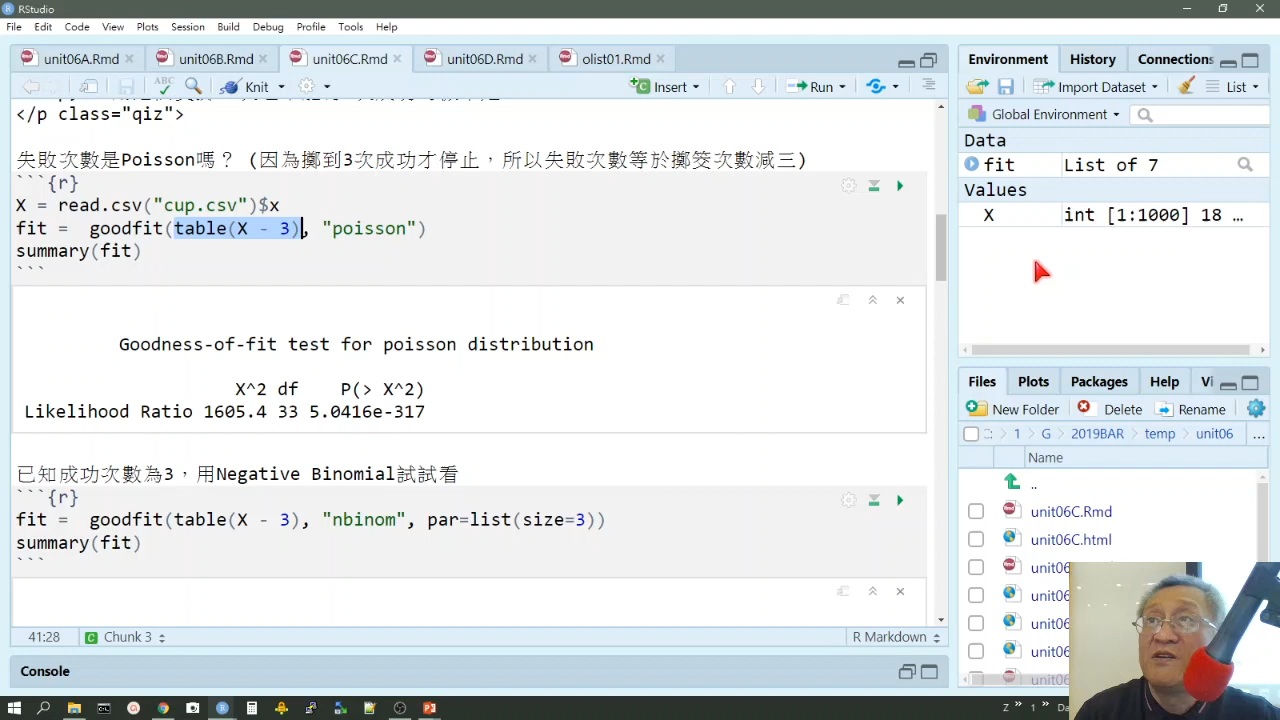 RStudio
File Edit Code View Plots Session Build Debug Profile Tools Help
unit06A.Rmd unit06B.Rmd unit06C.Rmd unit06D.Rmd olist01.Rmd
ABC Knit Insert Run
</p class="qiz">
失敗次數是Poisson嗎？ (因為擲到3次成功才停止，所以失敗次數等於擲筊次數減三)
```{r}
X = read.csv("cup.csv")$x
fit =  goodfit(table(X - 3), "poisson")
summary(fit)
```
Goodness-of-fit test for poisson distribution
X^2 df P(> X^2)
Likelihood Ratio 1605.4 33 5.0416e-317
已知成功次數為3，用Negative Binomial試試看
```{r}
fit =  goodfit(table(X - 3), "nbinom", par=list(size=3))
summary(fit)
```
41:28 Chunk 3 R Markdown
Console
Environment History Connections
Import Dataset List
Global Environment
Data
fit List of 7
Values
X int [1:1000] 18 …
Files Plots Packages Help Vi
New Folder Delete Rename
C: 1 G 2019BAR temp unit06 …
Name
..
unit06C.Rmd
unit06C.html
unit0
unit0
unit0
unit0
Z » 1 »